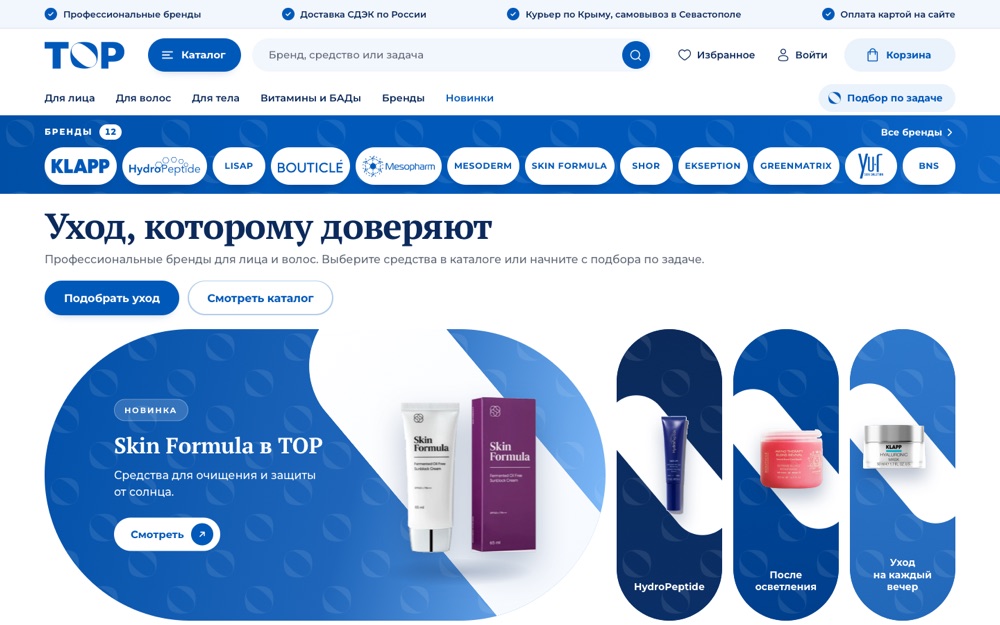 Профессиональные бренды
Доставка СДЭК по России
Курьер по Крыму, самовывоз в Севастополе
Оплата картой на сайте
TOP
Каталог
Бренд, средство или задача
Избранное
Войти
Корзина
Для лица
Для волос
Для тела
Витамины и БАДы
Бренды
Новинки
Подбор по задаче
БРЕНДЫ 12
Все бренды
KLAPP
HydroPeptide
LISAP
BOUTICLÉ
Mesopharm
MESODERM
SKIN FORMULA
SHOR
EKSEPTION
GREENMATRIX
BNS
Уход, которому доверяют
Профессиональные бренды для лица и волос. Выберите средства в каталоге или начните с подбора по задаче.
Подобрать уход
Смотреть каталог
НОВИНКА
Skin Formula в TOP
Средства для очищения и защиты
от солнца.
Смотреть
Skin
Formula
Skin
Formula
KLAPP
HYALURONIC
HydroPeptide
После
осветления
Уход
на каждый
вечер